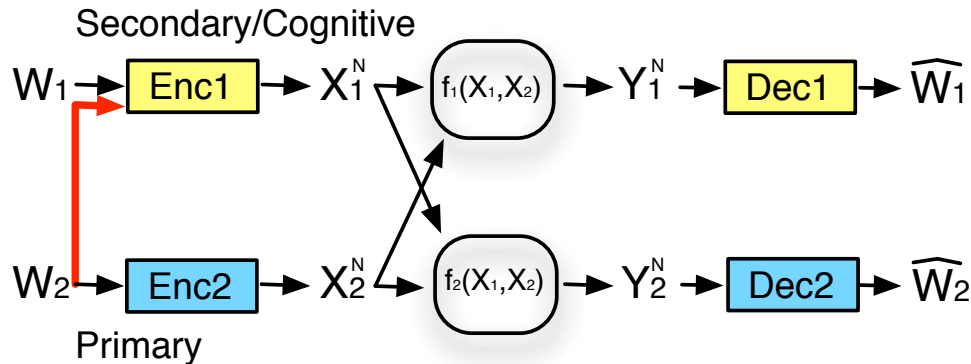 Secondary/Cognitive
W₁ Enc1 X₁ᴺ f₁(X₁,X₂) Y₁ᴺ Dec1 Ŵ₁
W₂ Enc2 X₂ᴺ f₂(X₁,X₂) Y₂ᴺ Dec2 Ŵ₂
Primary